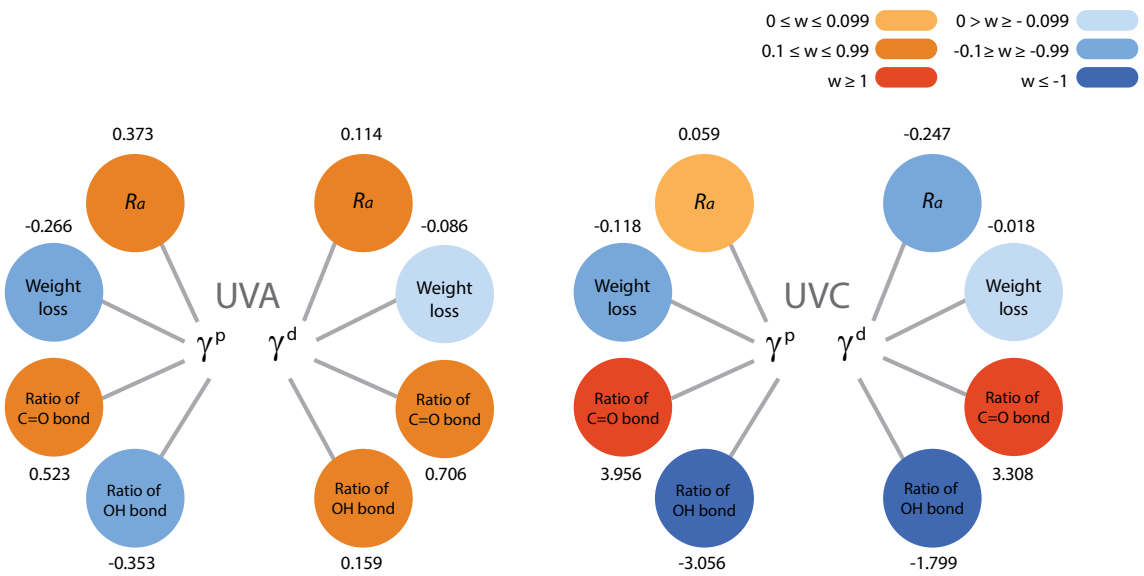 0 ≤ w ≤ 0.099
0 > w ≥ - 0.099
0.1 ≤ w ≤ 0.99
-0.1≥ w ≥ -0.99
w ≥ 1
w ≤ -1
0.373
0.114
0.059
-0.247
Ra
Ra
Ra
Ra
-0.266
-0.086
-0.118
-0.018
Weight
loss
Weight
loss
Weight
loss
Weight
loss
UVA
UVC
γp
γd
γp
γd
Ratio of
C=O bond
Ratio of
C=O bond
Ratio of
C=O bond
Ratio of
C=O bond
0.523
0.706
3.956
3.308
Ratio of
OH bond
Ratio of
OH bond
Ratio of
OH bond
Ratio of
OH bond
-0.353
0.159
-3.056
-1.799